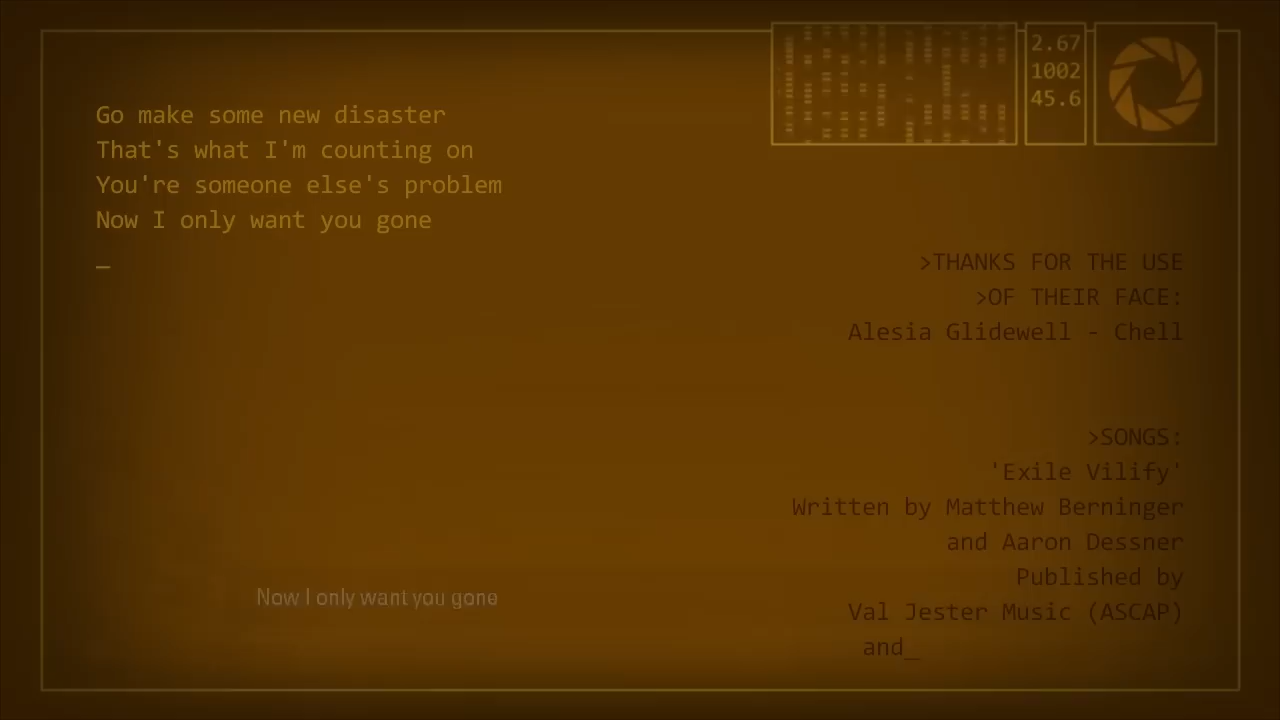 2.67
1002
45.6
Go make some new disaster
That's what I'm counting on
You're someone else's problem
Now I only want you gone
_
>THANKS FOR THE USE
>OF THEIR FACE:
Alesia Glidewell - Chell
>SONGS:
'Exile Vilify'
Written by Matthew Berninger
and Aaron Dessner
Published by
Val Jester Music (ASCAP)
and_
Now I only want you gone